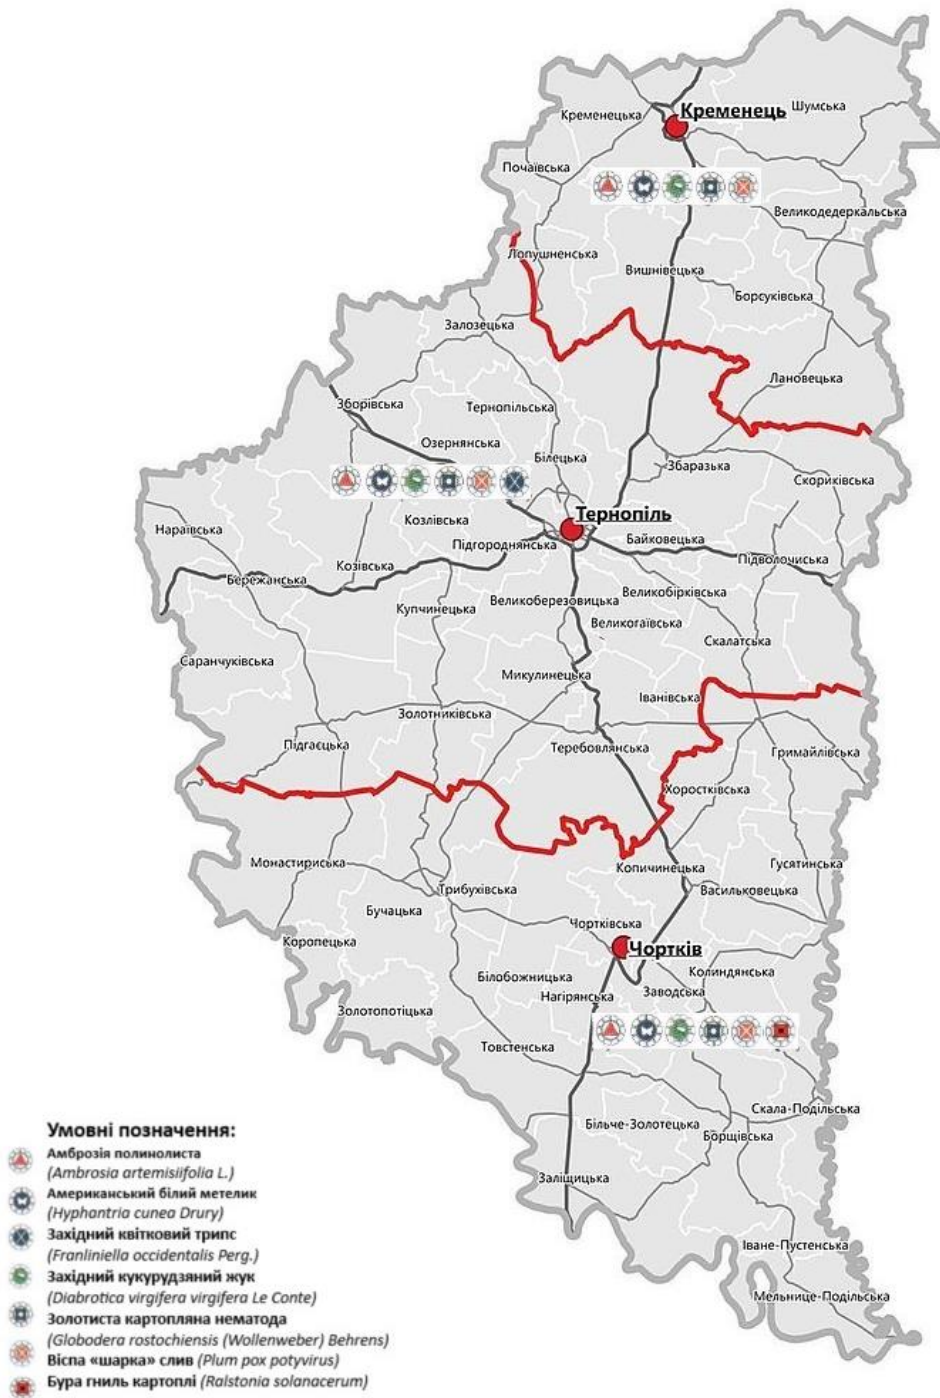 Кременець
Шумська
Кременецька
Почаївська
Великодедеркальська
Лопушненська
Вишнівецька
Борсуківська
Залозецька
Лановецька
Зборівська
Тернопільська
Озернянська
Білецька
Збаразька
Скориківська
Тернопіль
Козлівська
Нараївська
Підгороднянська
Байковецька
Підволочиська
Козівська
Бережанська
Великобірківська
Великоберезовицька
Купчинецька
Великогаївська
Скалатська
Саранчуківська
Микулинецька
Іванівська
Золотниківська
Підгаєцька
Теребовлянська
Гримайлівська
Хоростківська
Монастириська
Копичинецька
Гусятинська
Трибухівська
Васильковецька
Бучацька
Чортківська
Коропецька
Чортків
Білобожницька
Колиндянська
Нагірянська
Заводська
Золотопотіцька
Товстенська
Скала-Подільська
Більче-Золотецька
Борщівська
Заліщицька
Іване-Пустенська
Мельнице-Подільська
Умовні позначення:
Амброзія полинолиста
(Ambrosia artemisiifolia L.)
Американський білий метелик
(Hyphantria cunea Drury)
Західний квітковий трипс
(Franliniella occidentalis Perg.)
Західний кукурудзяний жук
(Diabrotica virgifera virgifera Le Conte)
Золотиста картопляна нематода
(Globodera rostochiensis (Wollenweber) Behrens)
Віспа «шарка» слив (Plum pox potyvirus)
Бура гниль картоплі (Ralstonia solanacerum)